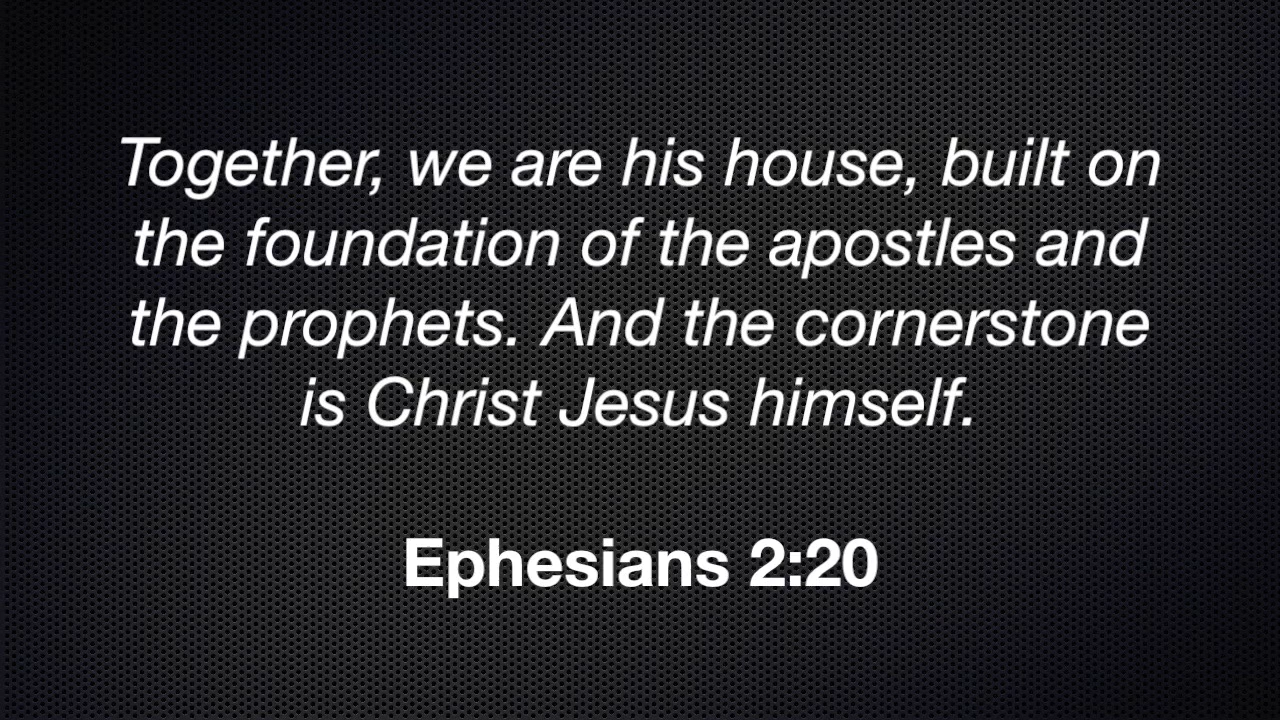 Together, we are his house, built on
the foundation of the apostles and
the prophets. And the cornerstone
is Christ Jesus himself.
Ephesians 2:20